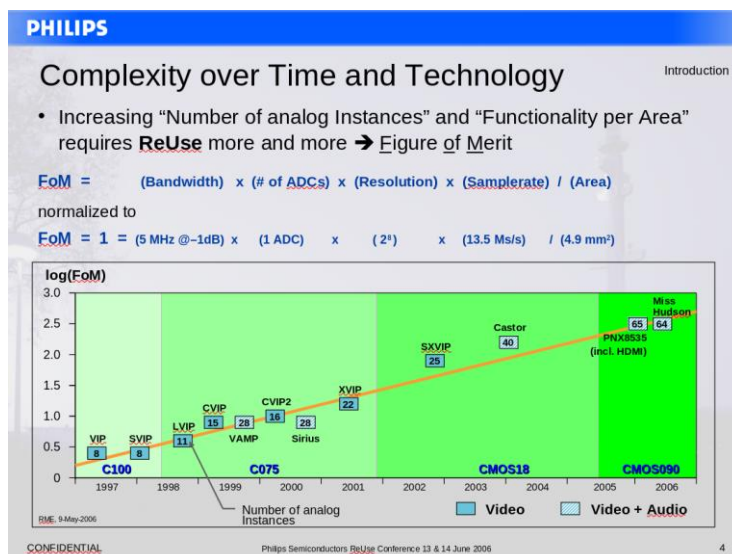 PHILIPS
Complexity over Time and Technology
Introduction
• Increasing “Number of analog Instances” and “Functionality per Area”
requires ReUse more and more ➔ Figure of Merit
FoM = (Bandwidth) x (# of ADCs) x (Resolution) x (Samplerate) / (Area)
normalized to
FoM = 1 = (5 MHz @–1dB) x (1 ADC) x ( 2⁸ ) x (13.5 Ms/s) / (4.9 mm²)
log(FoM)
3.0
2.5
2.0
1.5
1.0
0.5
0
VIP
8
SVIP
8
LVIP
11
CVIP
15
28
VAMP
CVIP2
16
28
Sirius
XVIP
22
SXVIP
25
Castor
40
65
PNX8535
(incl. HDMI)
Miss
Hudson
64
C100
C075
CMOS18
CMOS090
1997 1998 1999 2000 2001 2002 2003 2004 2005 2006
Number of analog
Instances
Video
Video + Audio
RME, 9-May-2006
CONFIDENTIAL
Philips Semiconductors ReUse Conference 13 & 14 June 2006
4